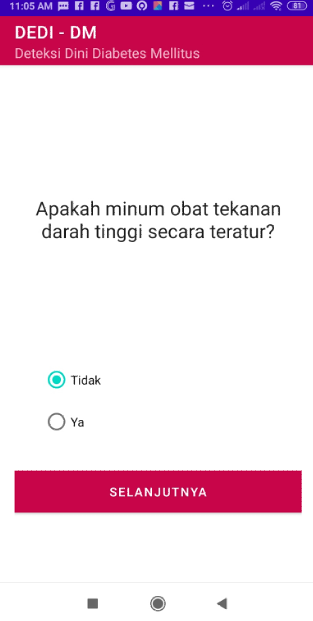 11:05 AM
81
DEDI - DM
Deteksi Dini Diabetes Mellitus
Apakah minum obat tekanan
darah tinggi secara teratur?
Tidak
Ya
SELANJUTNYA